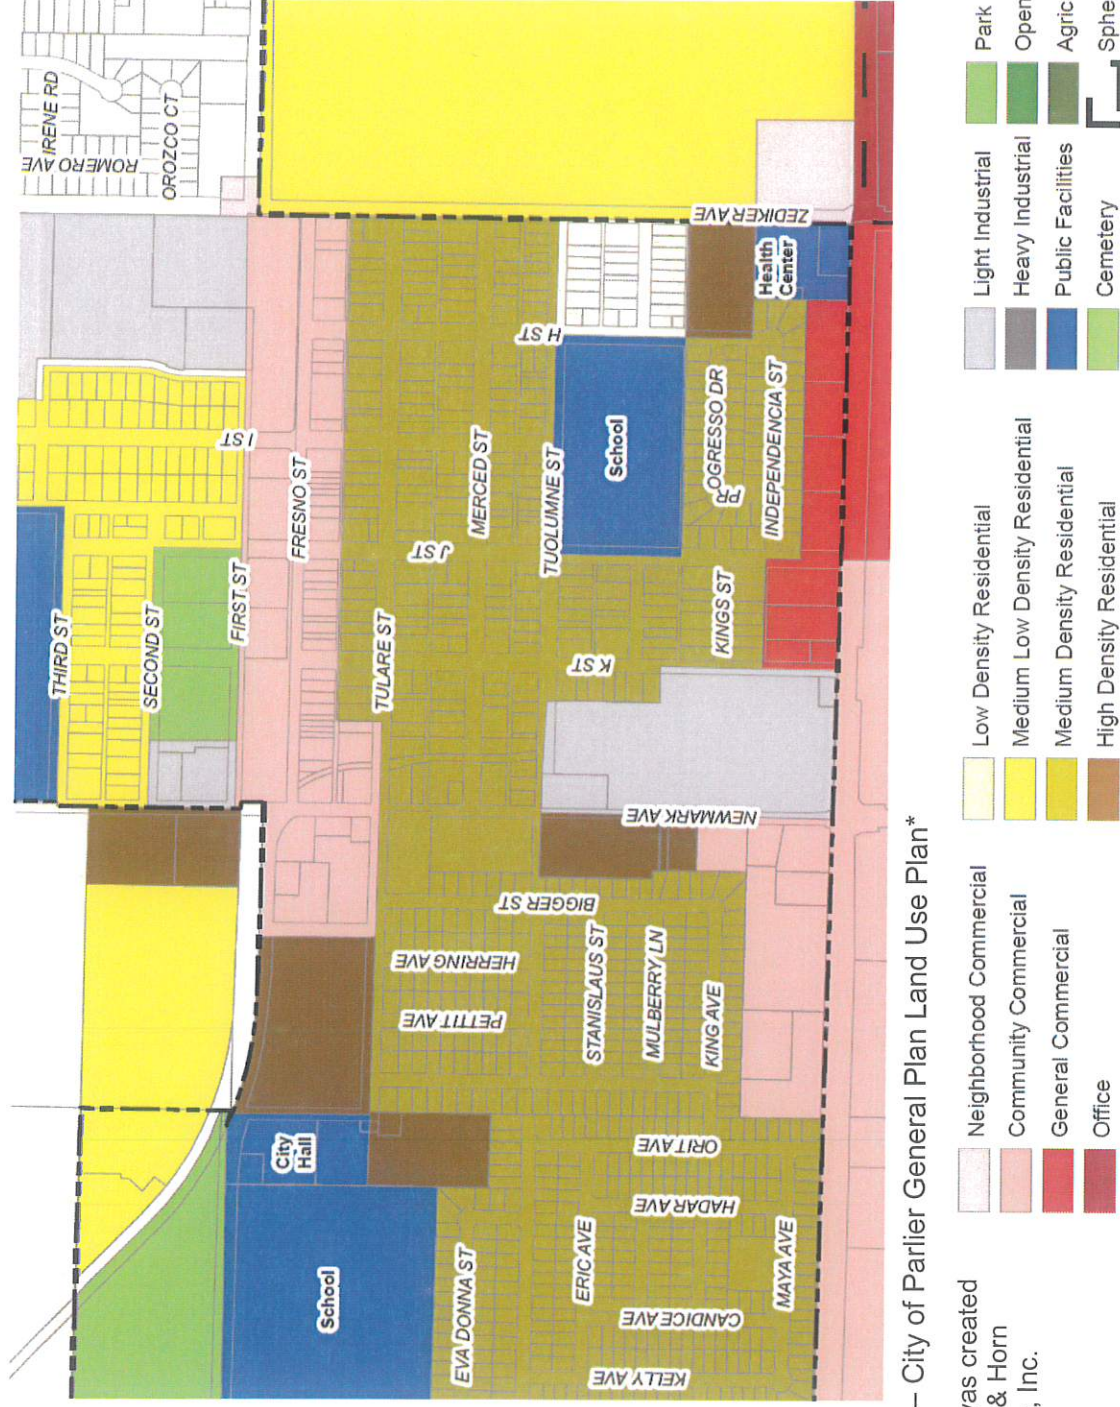 IRENE RD
ROMERO AVE
OROZCO CT
ZEDIKER AVE
Health
Center
H ST
I ST
FRESNO ST
MERCED ST
TUOLUMNE ST
School
PR
OGRESSO DR
INDEPENDENCIA ST
J ST
THIRD ST
SECOND ST
FIRST ST
TULARE ST
K ST
KINGS ST
NEWMARK AVE
BIGGER ST
HERRING AVE
PETTIT AVE
STANISLAUS ST
MULBERRY LN
KING AVE
City
Hall
School
ORIT AVE
HADAR AVE
EVA DONNA ST
ERIC AVE
CANDICE AVE
MAYA AVE
KELLY AVE
– City of Parlier General Plan Land Use Plan*
was created
& Horn
, Inc.
Neighborhood Commercial
Community Commercial
General Commercial
Office
Low Density Residential
Medium Low Density Residential
Medium Density Residential
High Density Residential
Light Industrial
Heavy Industrial
Public Facilities
Cemetery
Park
Open
Agric
Sphe